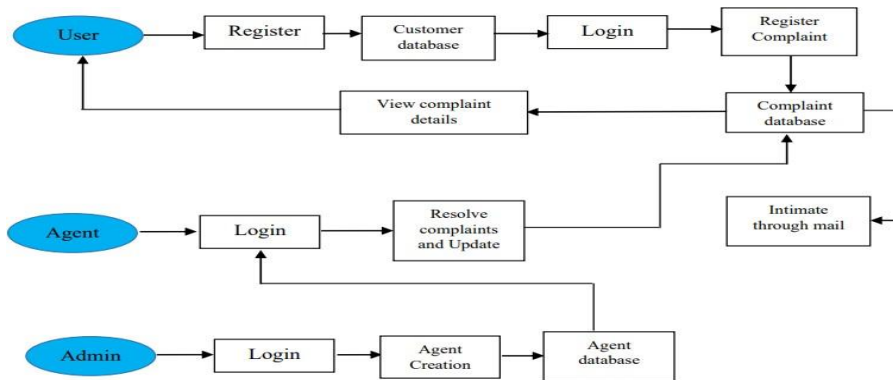 User
Register
Customer
database
Login
Register
Complaint
View complaint
details
Complaint
database
Agent
Login
Resolve
complaints
and Update
Intimate
through mail
Admin
Login
Agent
Creation
Agent
database